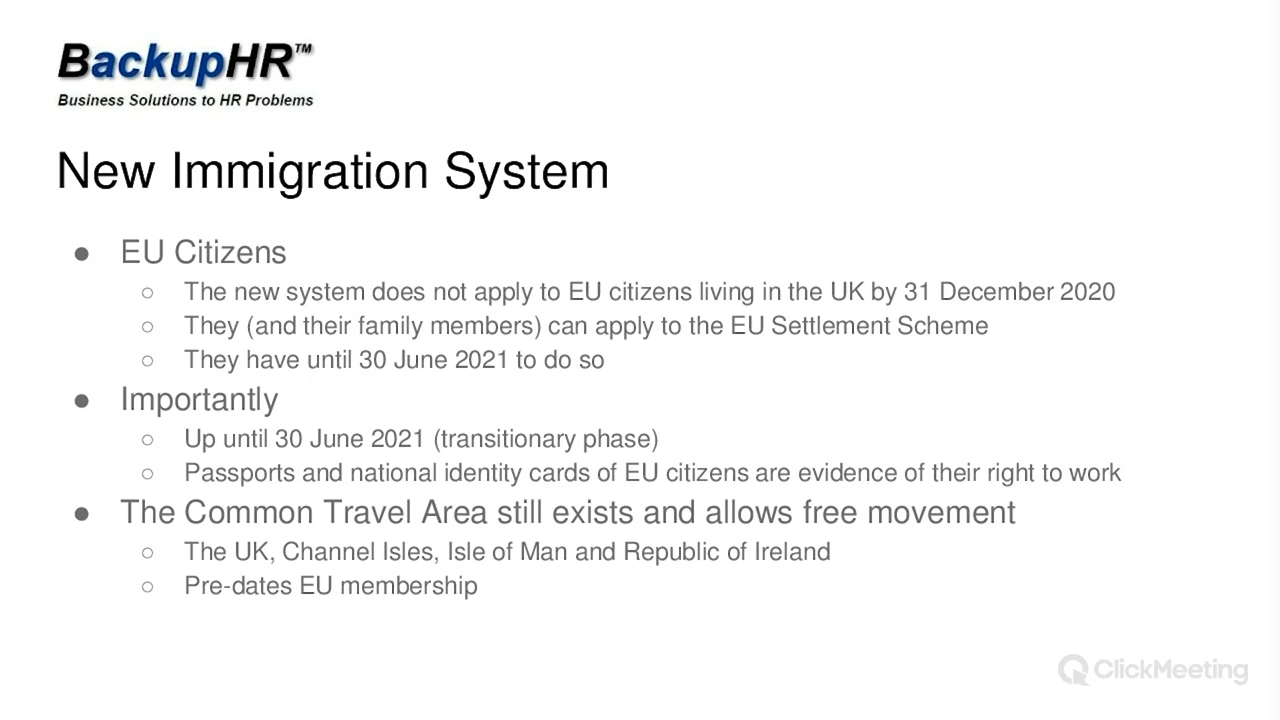 BackupHR™
Business Solutions to HR Problems
New Immigration System
● EU Citizens
○ The new system does not apply to EU citizens living in the UK by 31 December 2020
○ They (and their family members) can apply to the EU Settlement Scheme
○ They have until 30 June 2021 to do so
● Importantly
○ Up until 30 June 2021 (transitionary phase)
○ Passports and national identity cards of EU citizens are evidence of their right to work
● The Common Travel Area still exists and allows free movement
○ The UK, Channel Isles, Isle of Man and Republic of Ireland
○ Pre-dates EU membership
ClickMeeting